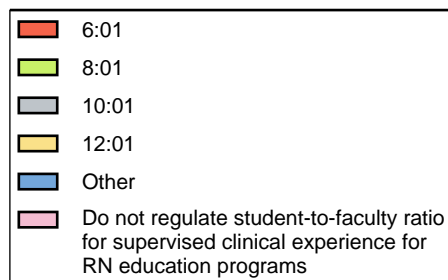 6:01
8:01
10:01
12:01
Other
Do not regulate student-to-faculty ratio
for supervised clinical experience for
RN education programs